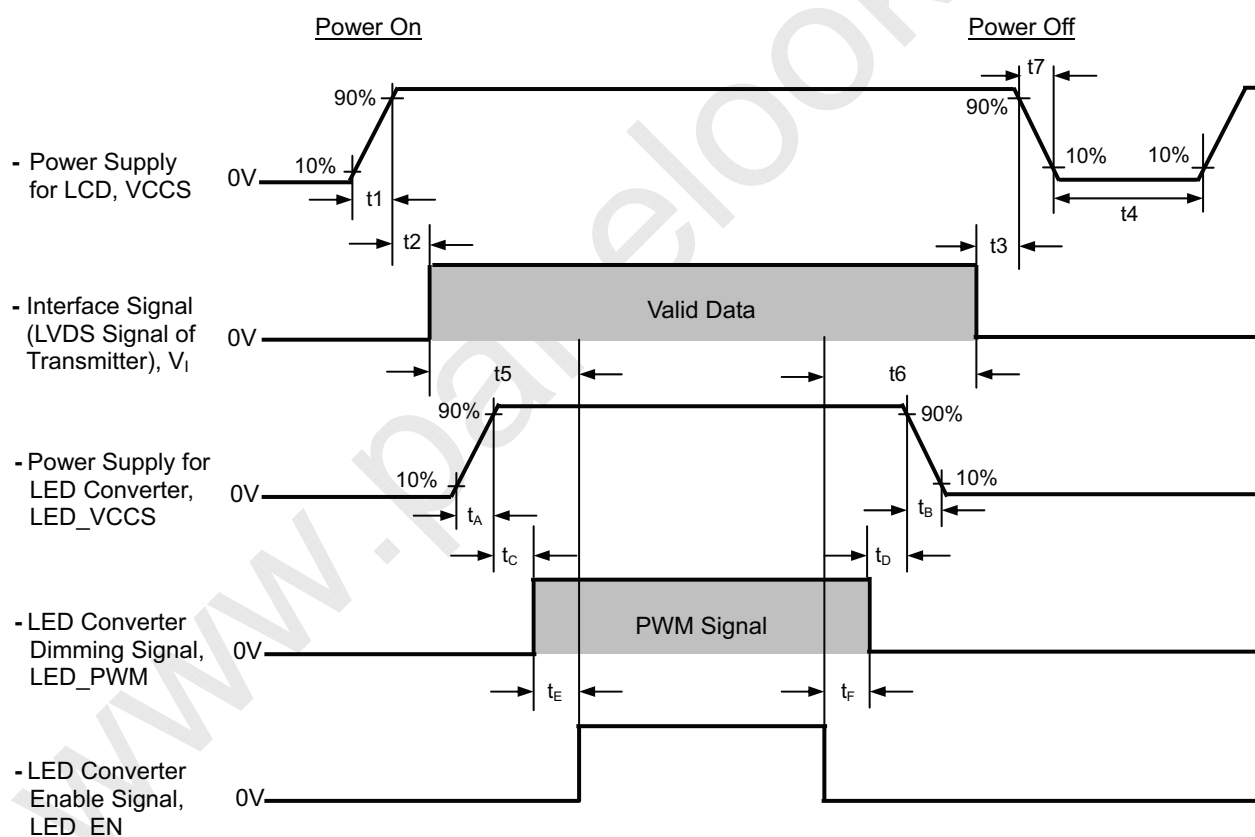 Power On
Power Off
t7
90%
90%
- Power Supply
for LCD, VCCS
0V
10%
10%
10%
t1
t4
t2
t3
- Interface Signal
(LVDS Signal of
Transmitter), VI
0V
Valid Data
t5
t6
90%
90%
- Power Supply for
LED Converter,
LED_VCCS
0V
10%
10%
tA
tB
tC
tD
- LED Converter
Dimming Signal,
LED_PWM
0V
PWM Signal
tE
tF
- LED Converter
Enable Signal,
LED_EN
0V